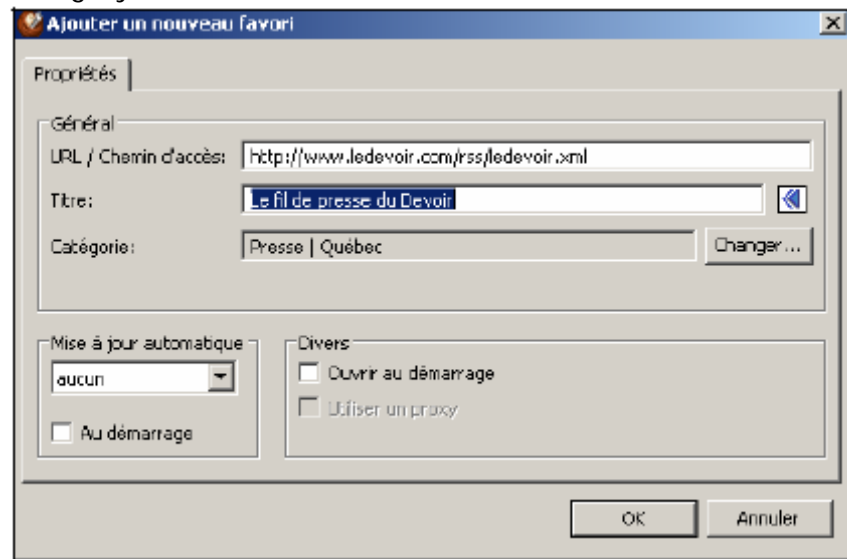 Ajouter un nouveau favori
Propriétés
Général
URL / Chemin d'accès: http://www.ledevoir.com/rss/ledevoir.xml
Titre: Le fil de presse du Devoir
Catégorie: Presse | Québec Changer...
Mise à jour automatique Divers
aucun Ouvrir au démarrage
Utiliser un proxy
Au démarrage
OK Annuler